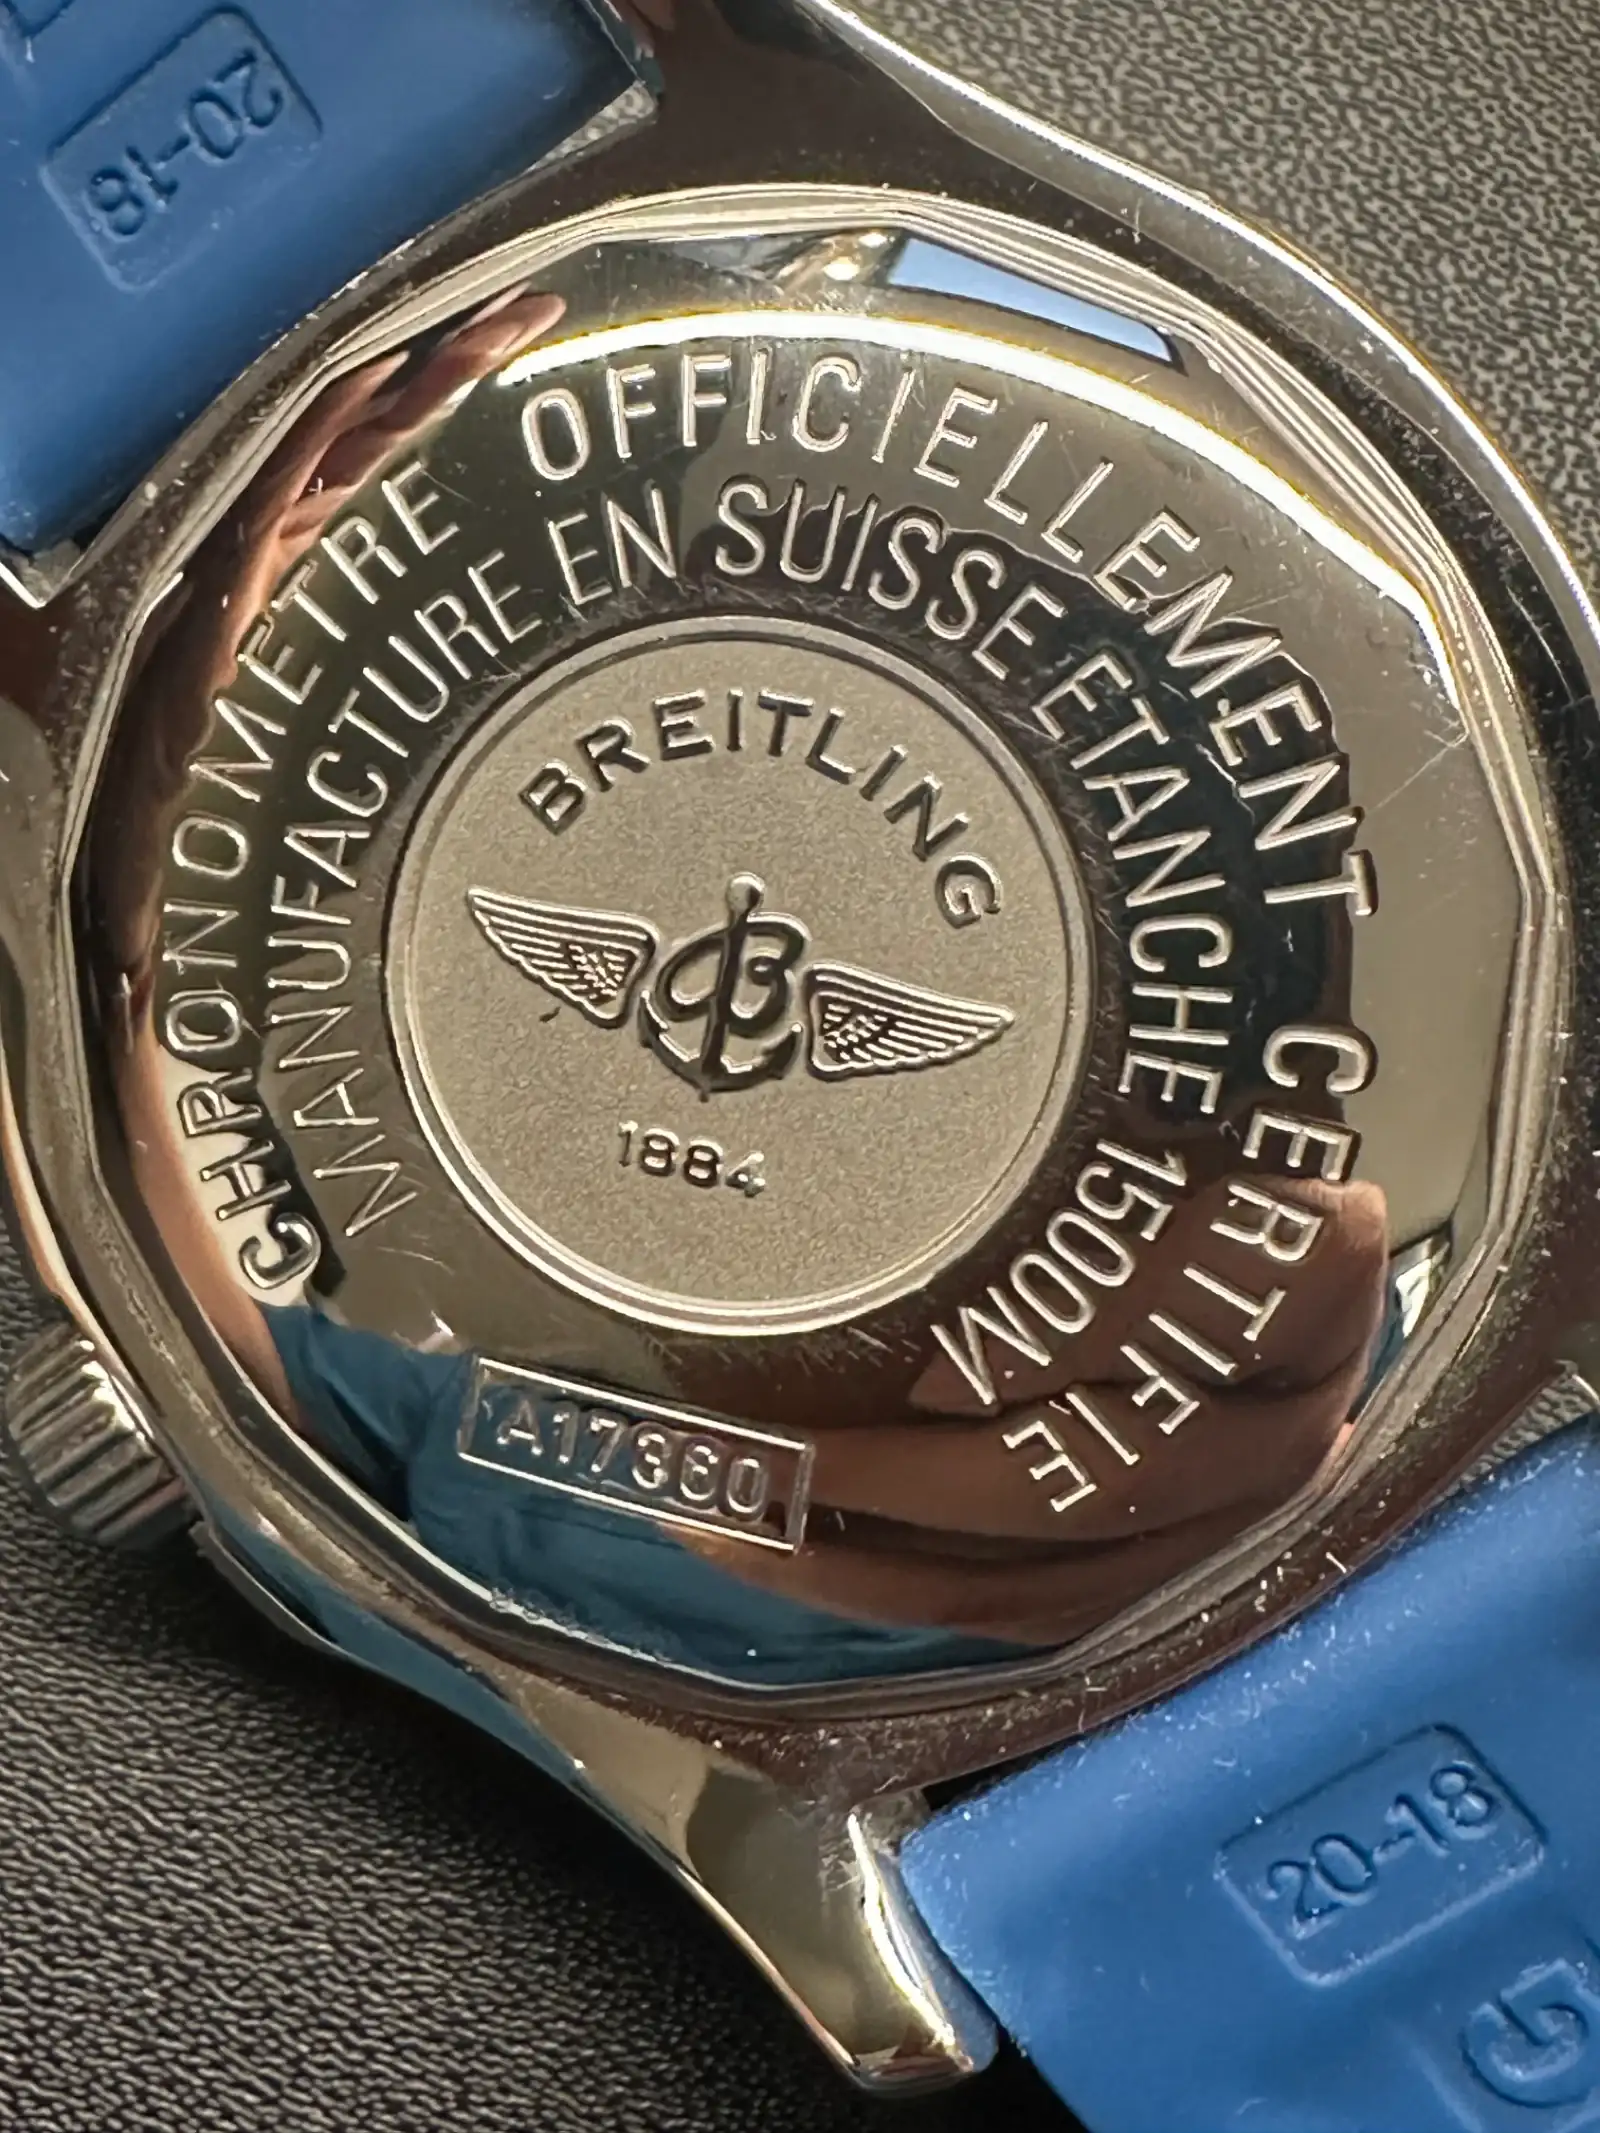 20-18
CHRONOMETRE OFFICIELLEMENT CERTIFIE
MANUFACTURE EN SUISSE ETANCHE 1500M
BREITLING
B
1884
A17360
20-18